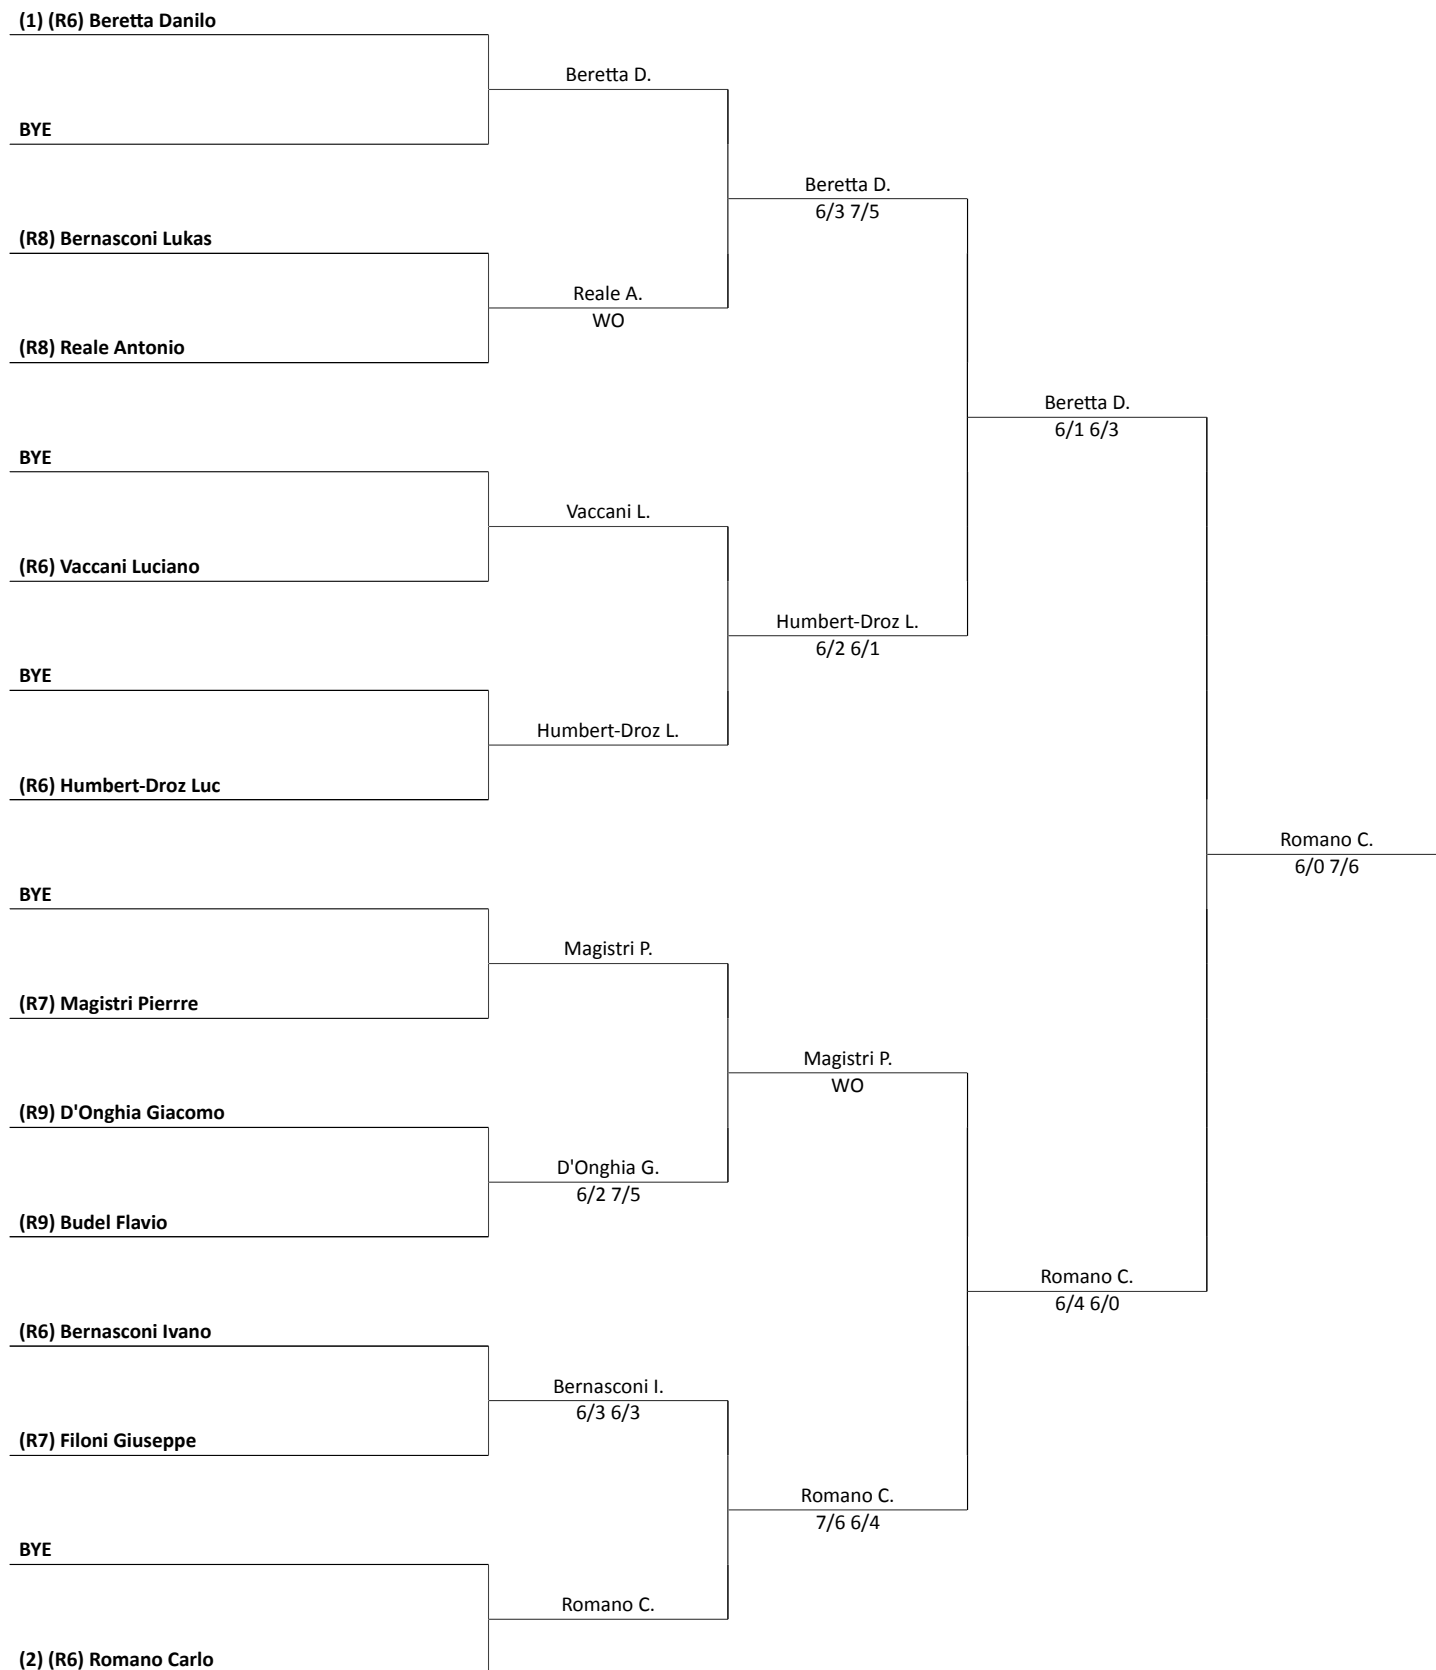 (1) (R6) Beretta Danilo
Beretta D.
BYE
Beretta D.
6/3 7/5
(R8) Bernasconi Lukas
Reale A.
WO
(R8) Reale Antonio
Beretta D.
6/1 6/3
BYE
Vaccani L.
(R6) Vaccani Luciano
Humbert-Droz L.
6/2 6/1
BYE
Humbert-Droz L.
(R6) Humbert-Droz Luc
Romano C.
6/0 7/6
BYE
Magistri P.
(R7) Magistri Pierrre
Magistri P.
WO
(R9) D'Onghia Giacomo
D'Onghia G.
6/2 7/5
(R9) Budel Flavio
Romano C.
6/4 6/0
(R6) Bernasconi Ivano
Bernasconi I.
6/3 6/3
(R7) Filoni Giuseppe
Romano C.
7/6 6/4
BYE
Romano C.
(2) (R6) Romano Carlo